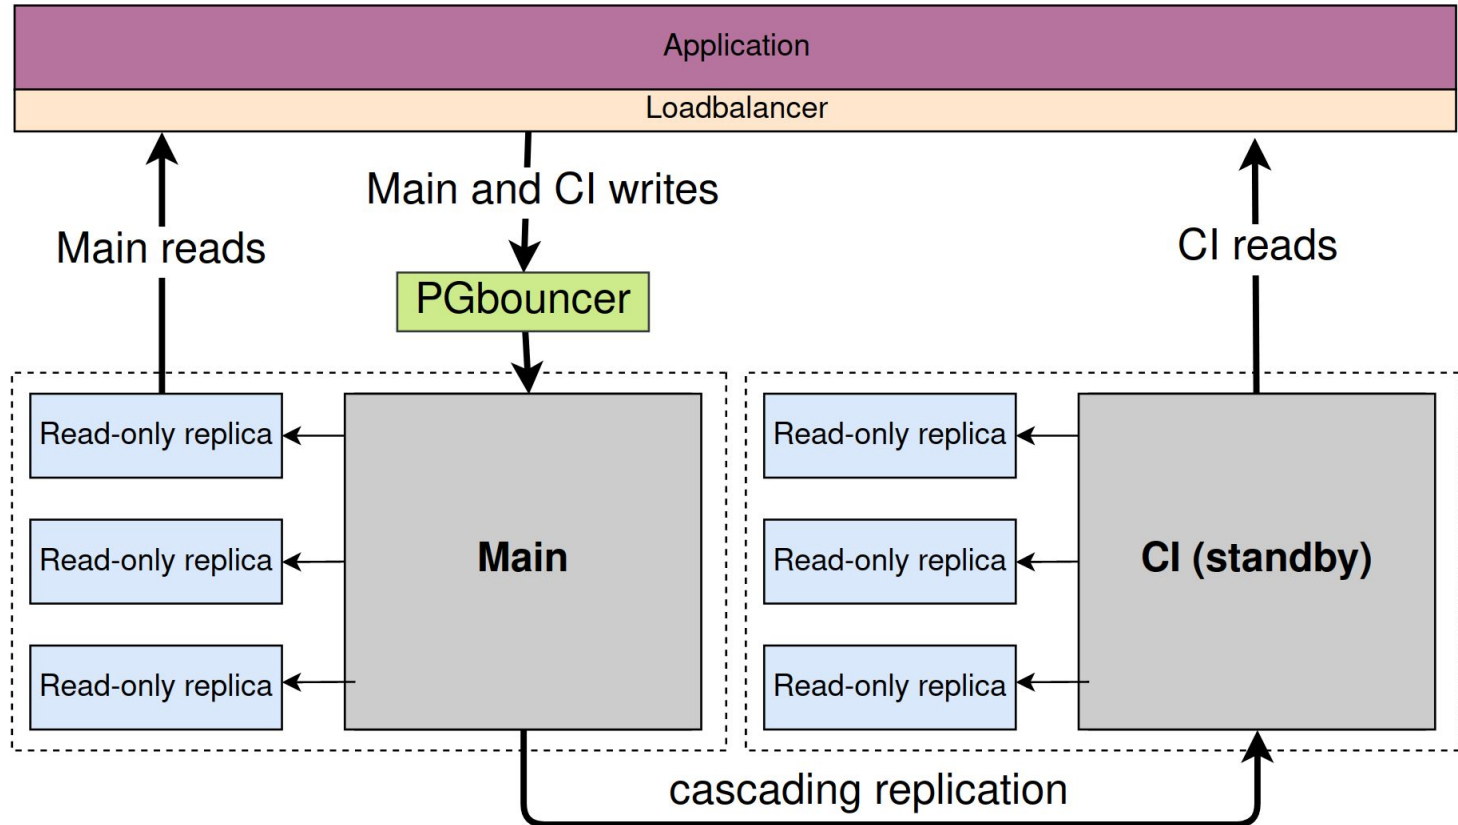 Application
Loadbalancer
Main and CI writes
Main reads
CI reads
PGbouncer
Read-only replica
Read-only replica
Read-only replica
Main
Read-only replica
Read-only replica
Read-only replica
CI (standby)
cascading replication